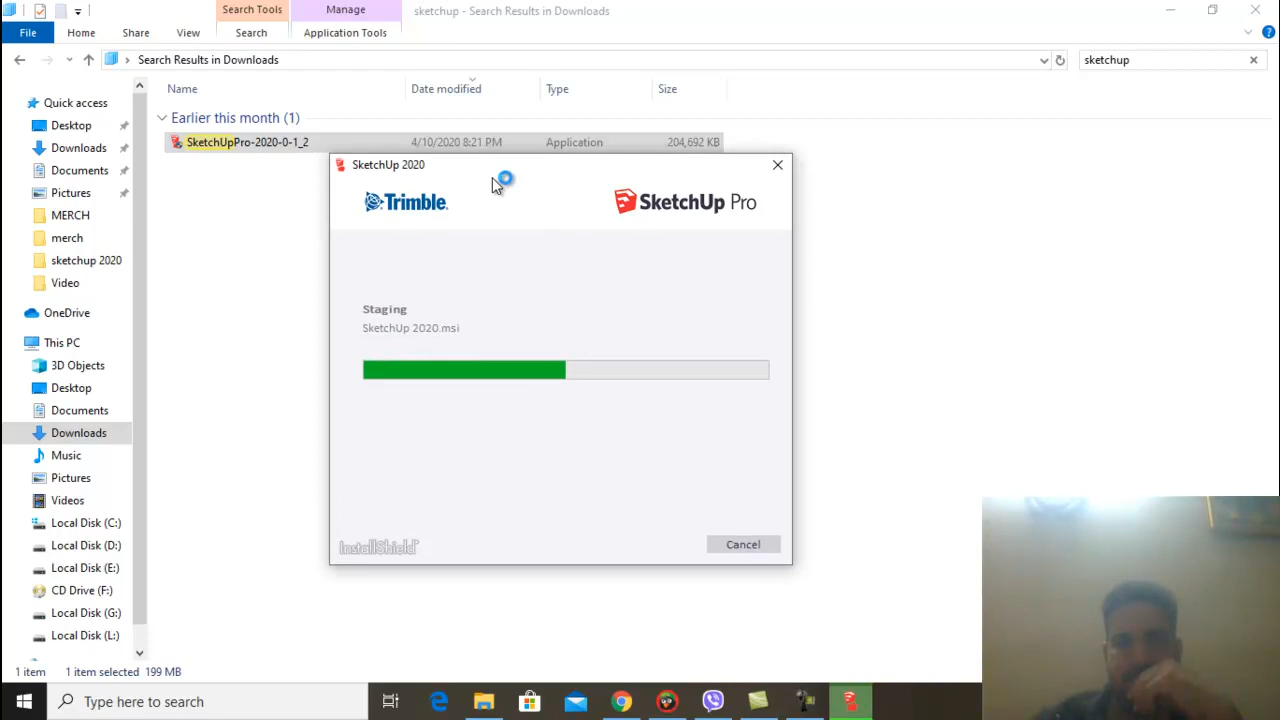 Search Tools
Manage
sketchup - Search Results in Downloads
File
Home
Share
View
Search
Application Tools
Search Results in Downloads
sketchup
Name
Date modified
Type
Size
Earlier this month (1)
SketchUpPro-2020-0-1_2
4/10/2020 8:21 PM
Application
204,692 KB
Quick access
Desktop
Downloads
Documents
Pictures
MERCH
merch
sketchup 2020
Video
OneDrive
This PC
3D Objects
Desktop
Documents
Downloads
Music
Pictures
Videos
Local Disk (C:)
Local Disk (D:)
Local Disk (E:)
CD Drive (F:)
Local Disk (G:)
Local Disk (L:)
SketchUp 2020
Trimble
SketchUp Pro
Staging
SketchUp 2020.msi
InstallShield
Cancel
1 item
1 item selected 199 MB
Type here to search